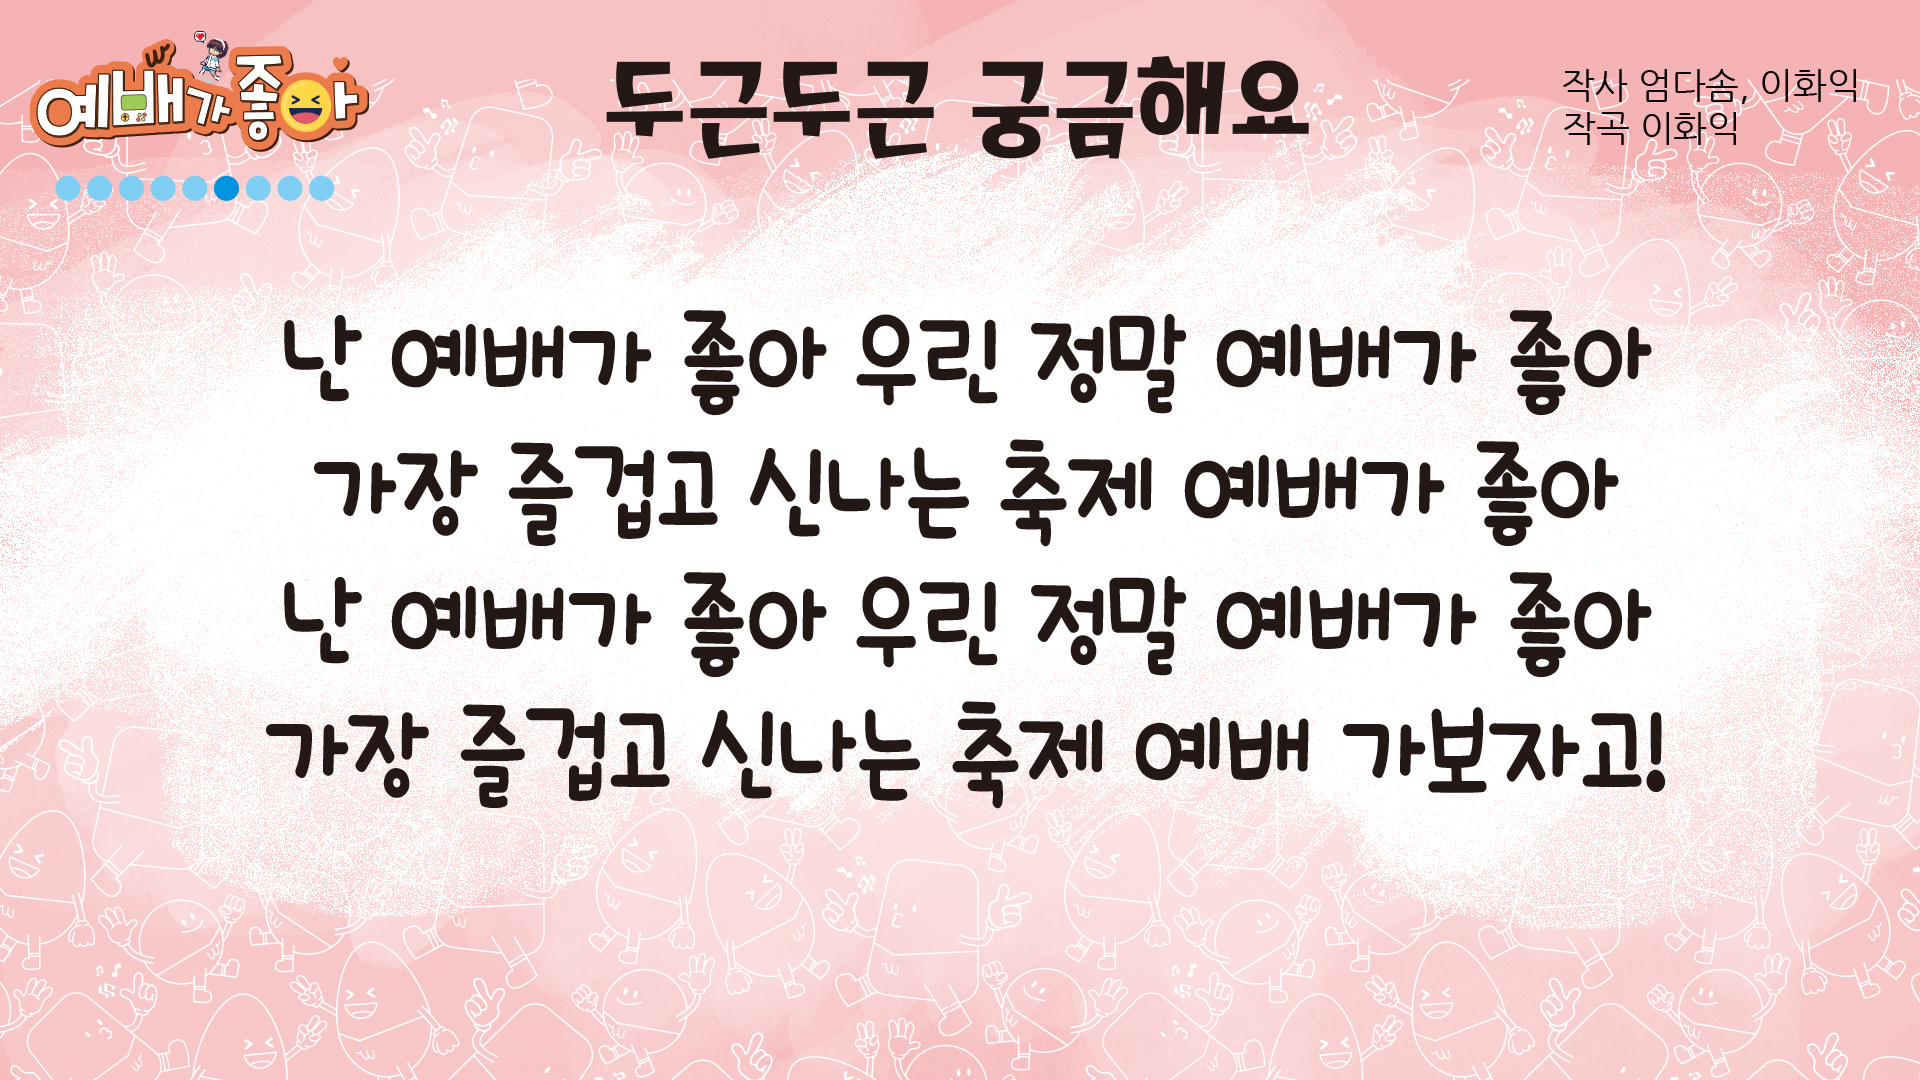 예배가 좋아
두근두근 궁금해요
작사 엄다솜, 이화익
작곡 이화익
난 예배가 좋아 우린 정말 예배가 좋아
가장 즐겁고 신나는 축제 예배가 좋아
난 예배가 좋아 우린 정말 예배가 좋아
가장 즐겁고 신나는 축제 예배 가보자고!